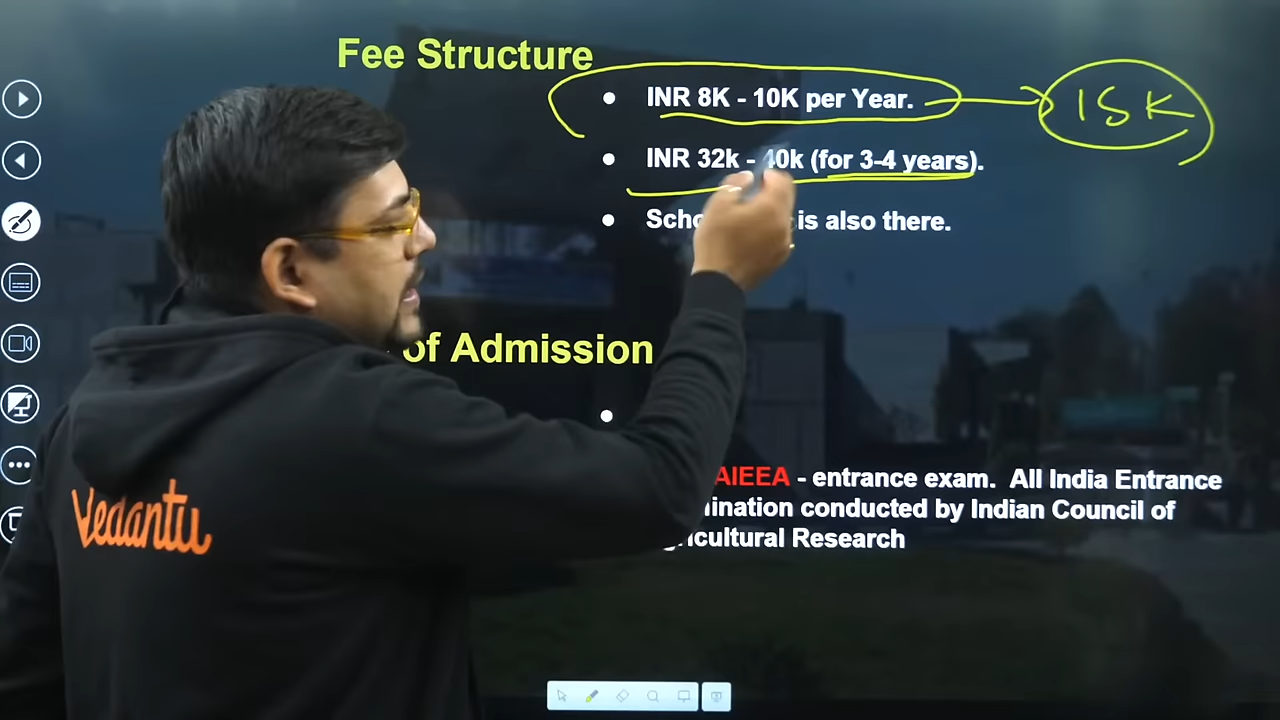 Fee Structure
INR 8K - 10K per Year.
15K
INR 32k - 40k (for 3-4 years).
is also there.
of Admission
AIEEA - entrance exam. All India Entrance
conducted by Indian Council of
Research
Vedantu